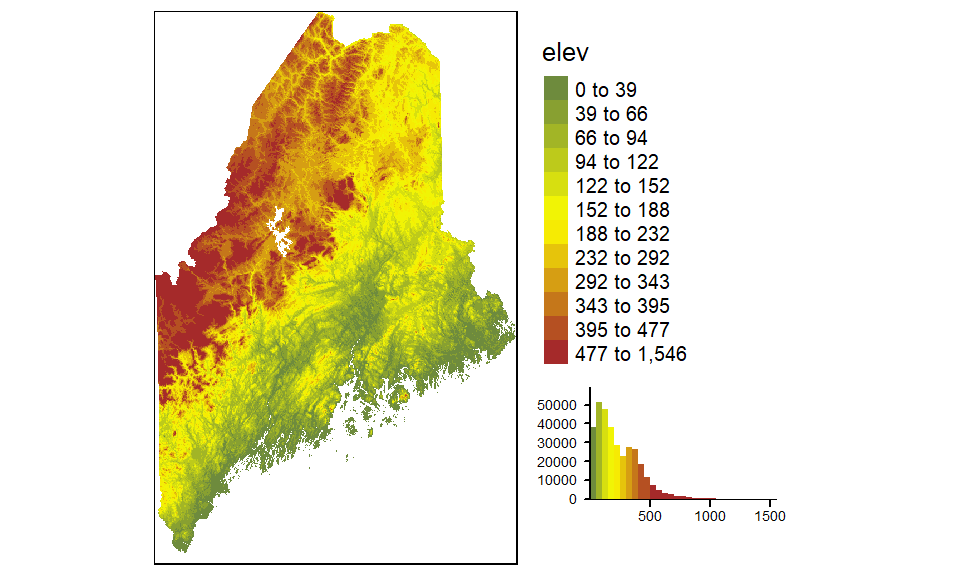 elev
0 to 39
39 to 66
66 to 94
94 to 122
122 to 152
152 to 188
188 to 232
232 to 292
292 to 343
343 to 395
395 to 477
477 to 1,546
50000
40000
30000
20000
10000
0
500 1000 1500